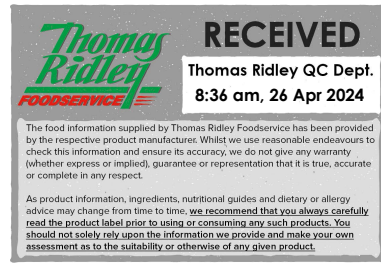 Thomas
Ridley
FOODSERVICE
RECEIVED
Thomas Ridley QC Dept.
8:36 am, 26 Apr 2024
The food information supplied by Thomas Ridley Foodservice has been provided
by the respective product manufacturer. Whilst we use reasonable endeavours to
check this information and ensure its accuracy, we do not give any warranty
(whether express or implied), guarantee or representation that it is true, accurate
or complete in any respect.
As product information, ingredients, nutritional guides and dietary or allergy
advice may change from time to time, we recommend that you always carefully
read the product label prior to using or consuming any such products. You
should not solely rely upon the information we provide and make your own
assessment as to the suitability or otherwise of any given product.